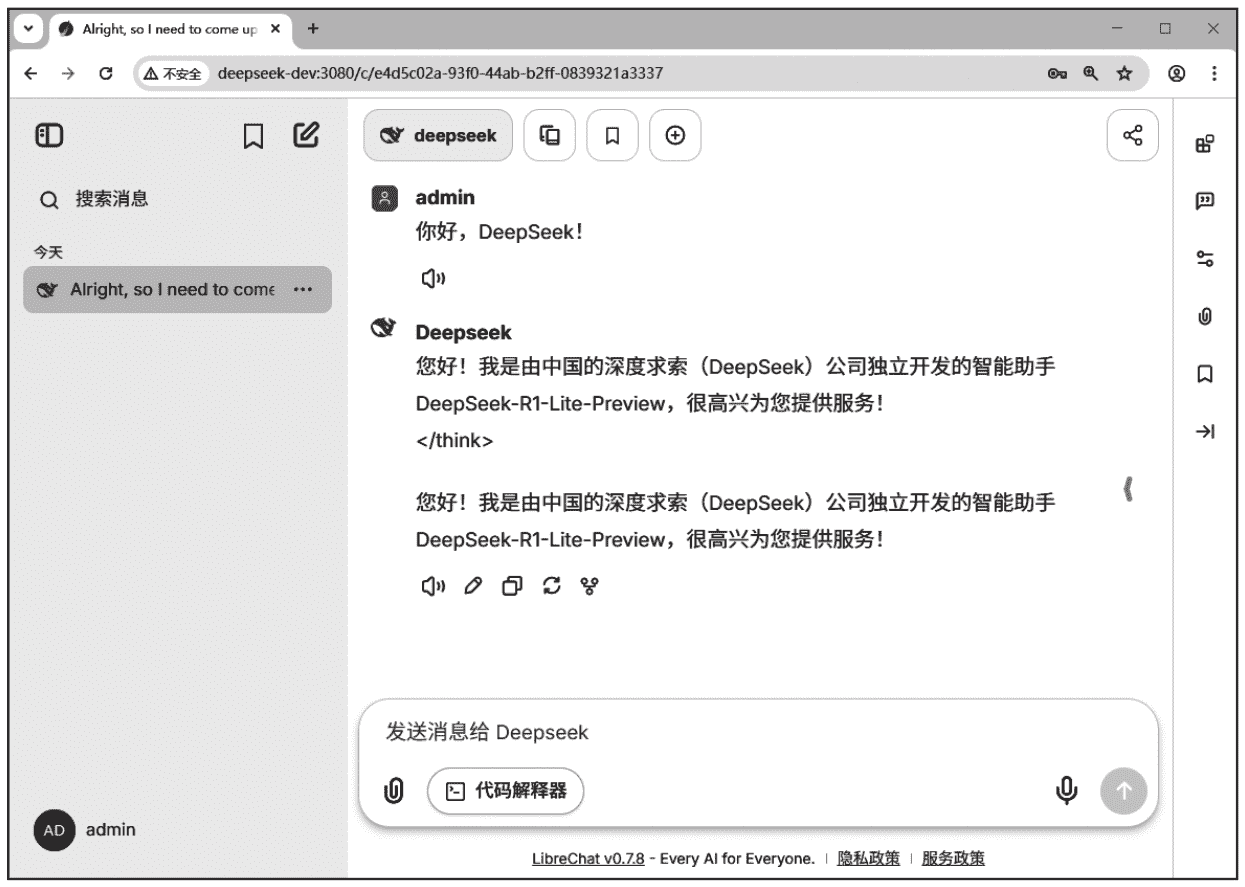 Alright, so I need to come up
不安全
deepseek-dev:3080/c/e4d5c02a-93f0-44ab-b2ff-0839321a3337
搜索消息
今天
Alright, so I need to come
AD
admin
deepseek
admin
你好，DeepSeek！
Deepseek
您好！我是由中国的深度求索（DeepSeek）公司独立开发的智能助手
DeepSeek-R1-Lite-Preview，很高兴为您提供服务！
</think>
您好！我是由中国的深度求索（DeepSeek）公司独立开发的智能助手
DeepSeek-R1-Lite-Preview，很高兴为您提供服务！
发送消息给 Deepseek
代码解释器
LibreChat v0.7.8 - Every AI for Everyone. | 隐私政策 | 服务政策